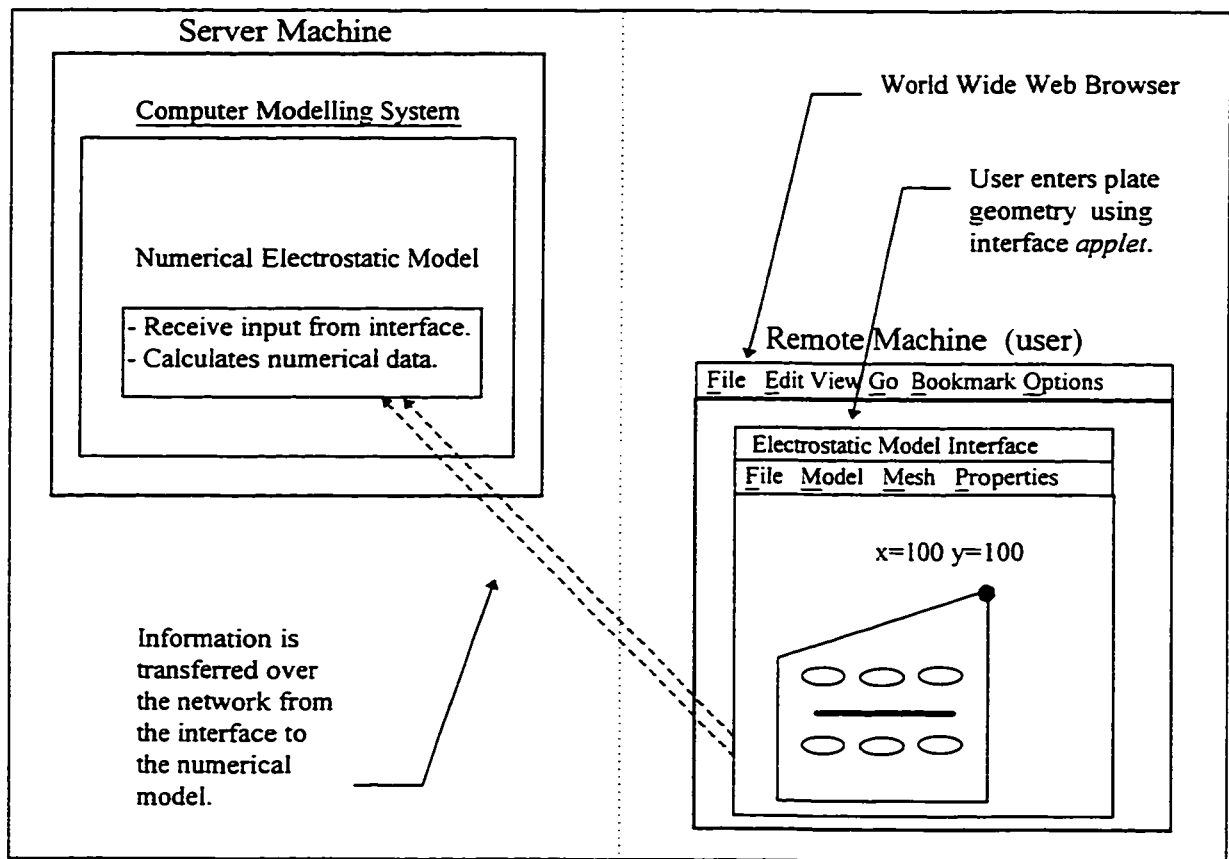 Server Machine
Computer Modelling System
Numerical Electrostatic Model
- Receive input from interface.
- Calculates numerical data.
Information is
transferred over
the network from
the interface to
the numerical
model.
World Wide Web Browser
User enters plate
geometry using
interface applet.
Remote Machine (user)
File Edit View Go Bookmark Options
Electrostatic Model Interface
File Model Mesh Properties
x=100 y=100